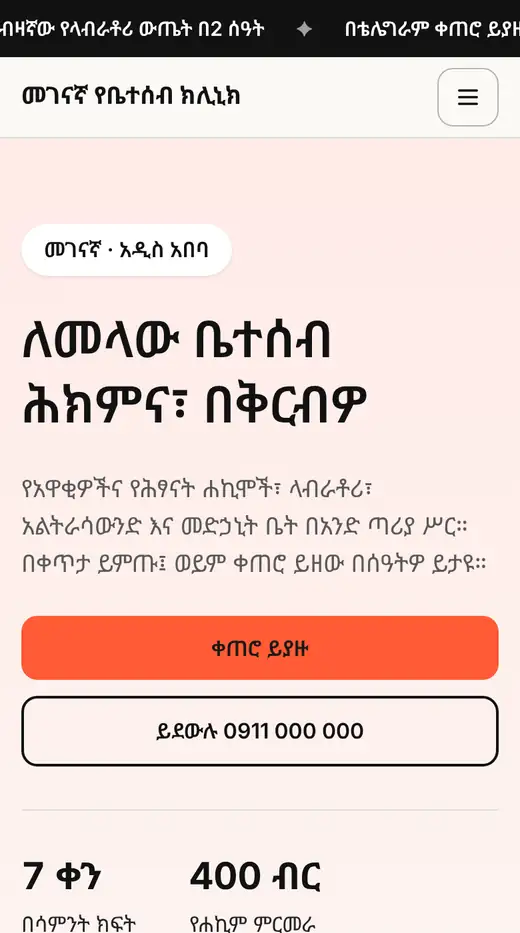 ብዛኛው የላብራቶሪ ውጤት በ2 ሰዓት ✦ በቴሌግራም ቀጠሮ ይያዙ
መገናኛ የቤተሰብ ክሊኒክ
መገናኛ · አዲስ አበባ
ለመላው ቤተሰብ
ሕክምና፣ በቅርብዎ
የአዋቂዎችና የሕፃናት ሐኪሞች፣ ላብራቶሪ፣
አልትራሳውንድ እና መድኃኒት ቤት በአንድ ጣሪያ ሥር።
በቀጥታ ይምጡ፤ ወይም ቀጠሮ ይዘው በሰዓትዎ ይታዩ።
ቀጠሮ ይያዙ
ይደውሉ 0911 000 000
7 ቀን
400 ብር
በሳምንት ክፍት
የሐኪም ምርመራ